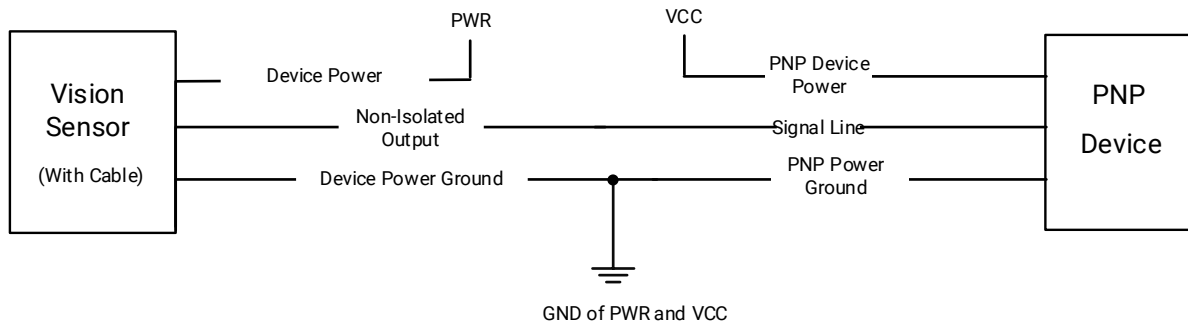 PWR
VCC
Vision
Sensor
(With Cable)
Device Power
PNP Device
Power
Non-Isolated
Output
Signal Line
Device Power Ground
PNP Power
Ground
PNP
Device
GND of PWR and VCC